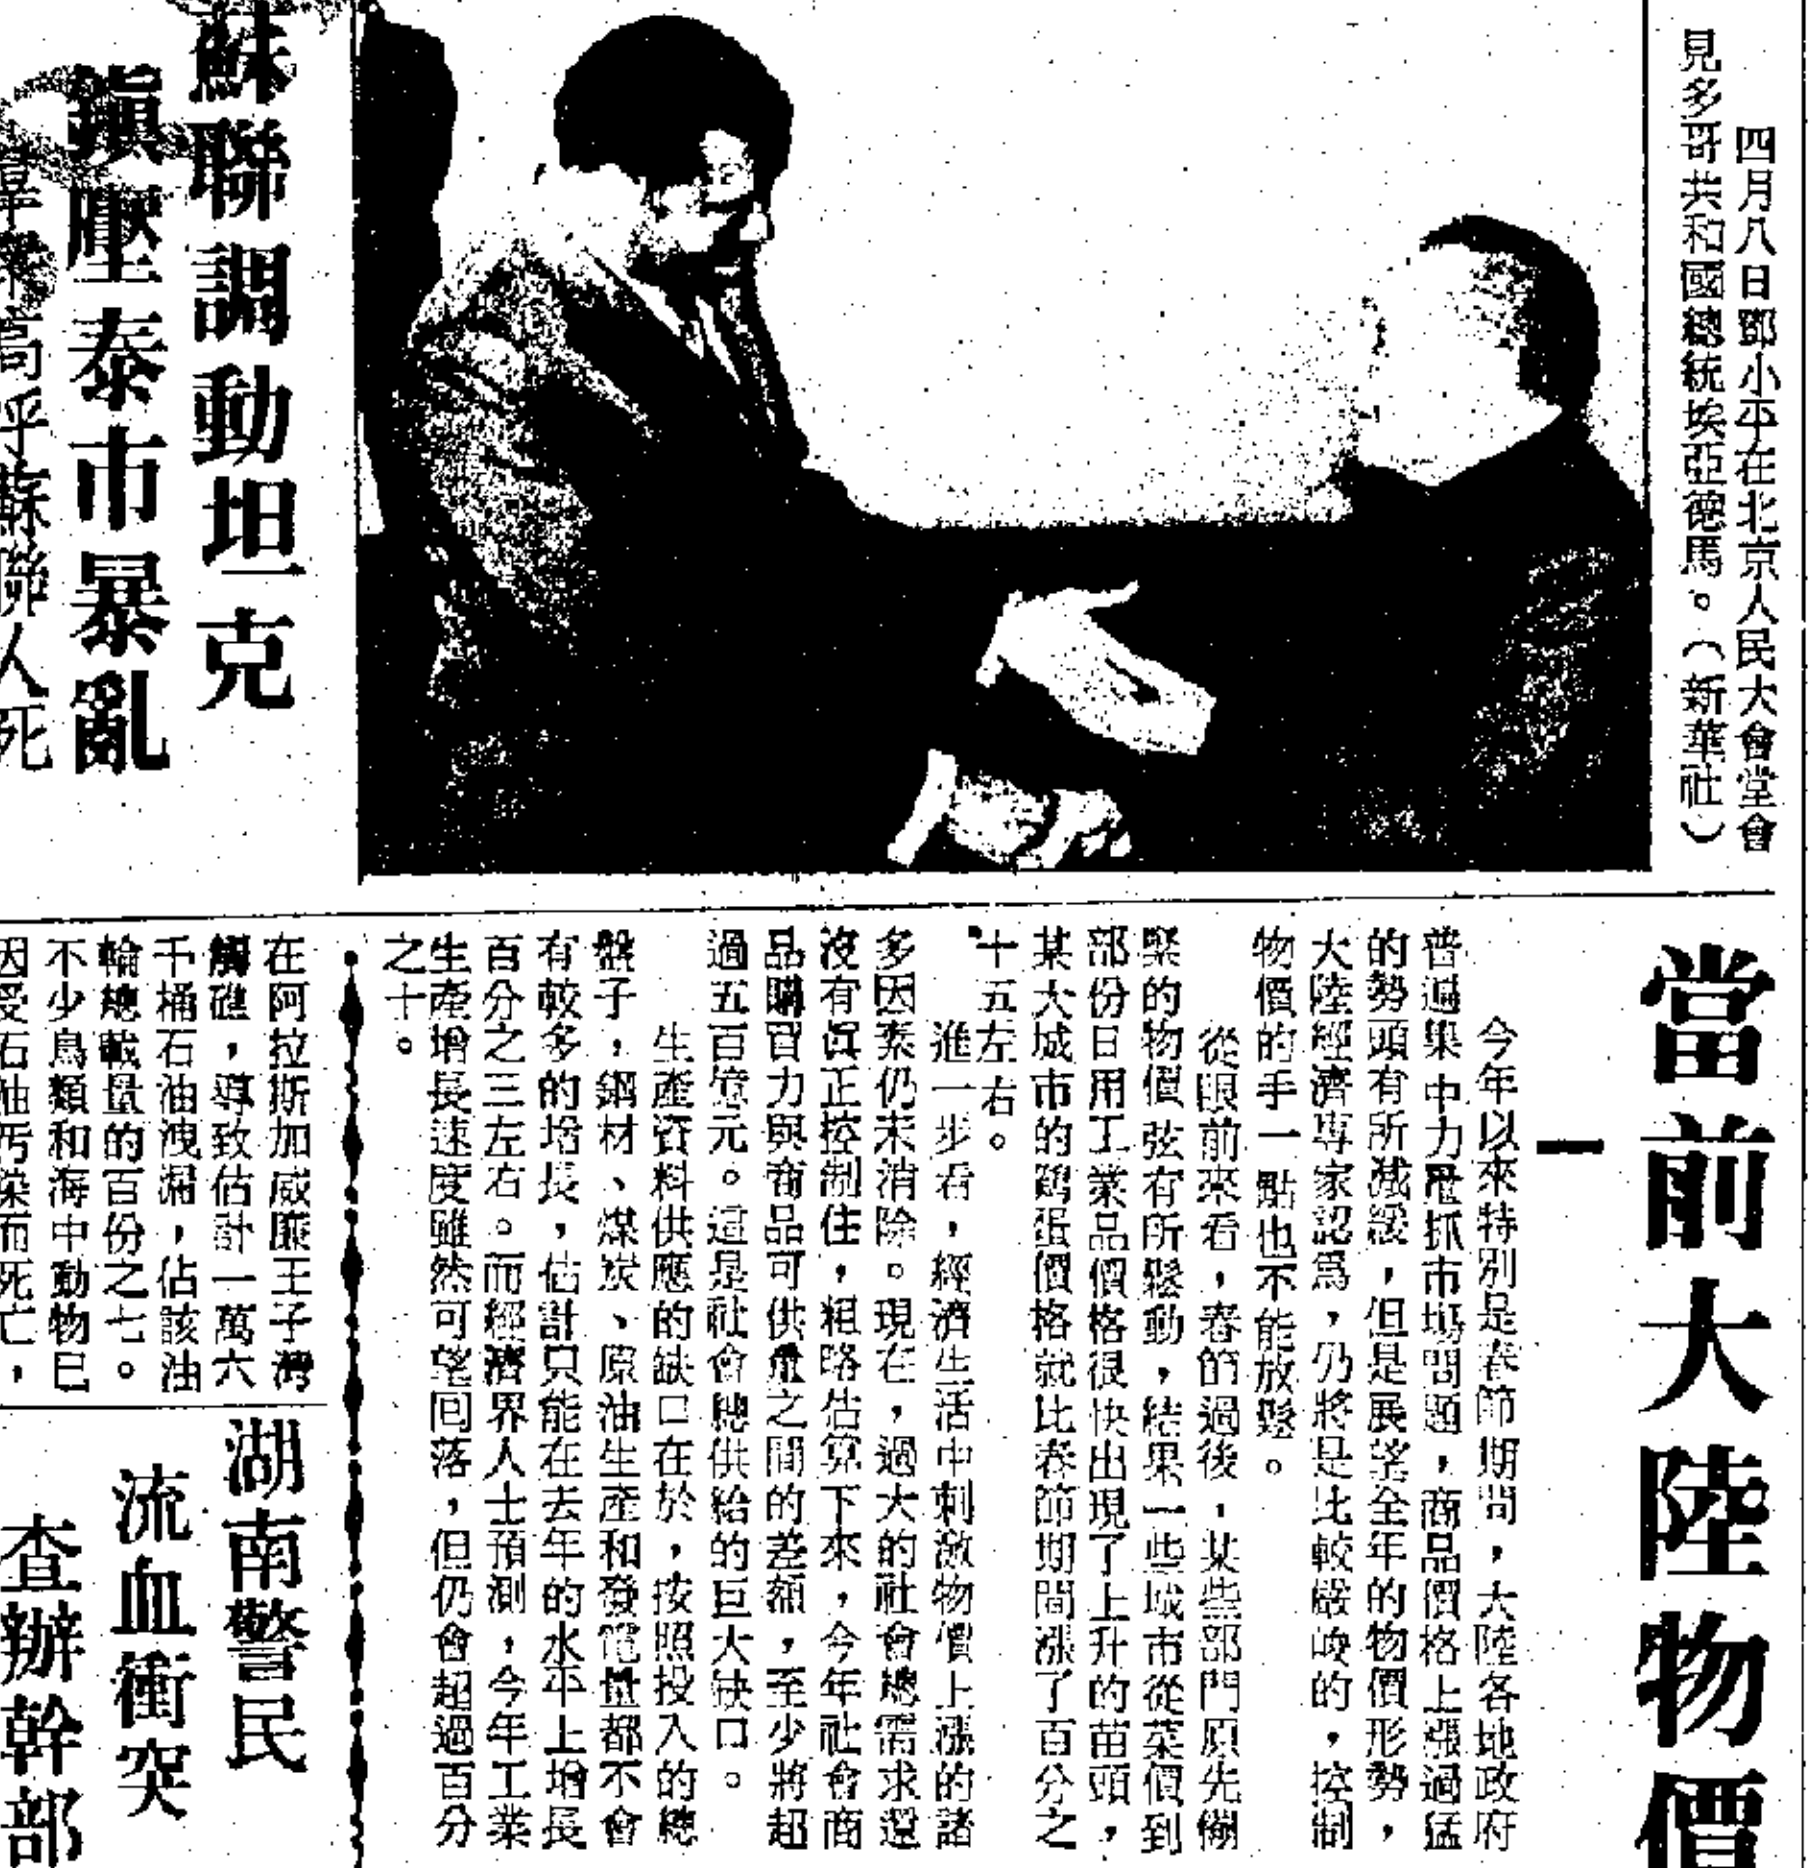 四月八日鄧小平在北京人民大會堂會
見多哥共和國總統埃亞德馬。（新華社）
蘇聯調動坦克
鎮壓泰市暴亂
羣衆高呼蘇聯人死
當前大陸物價
一
今年以來特別是春節期間，大陸各地政府
普遍集中力量抓市場問題，商品價格上漲過猛
的勢頭有所減緩，但是展望全年的物價形勢，
大陸經濟專家認爲，仍將是比較嚴峻的，控制
物價的手一點也不能放鬆。
從眼前來看，春節過後，某些部門原先綳
緊的物價弦有所鬆動，結果一些城市從菜價到
部份日用工業品價格很快出現了上升的苗頭，
某大城市的鷄蛋價格就比春節期間漲了百分之
十五左右。
進一步看，經濟生活中刺激物價上漲的諸
多因素仍未消除。現在，過大的社會總需求還
沒有眞正控制住，粗略估算下來，今年社會商
品購買力與商品可供量之間的差額，至少將超
過五百億元。這是社會總供給的巨大缺口。
生產資料供應的缺口在於，按照投入的總
盤子，鋼材、煤炭、原油生產和發電量都不會
有較多的增長，估計只能在去年的水平上增長
百分之三左右。而經濟界人士預測，今年工業
生產增長速度雖然可望回落，但仍會超過百分
之十。
在阿拉斯加威廉王子灣
觸礁，導致估計一萬六
千桶石油洩漏，佔該油
輪總載量的百份之七。
不少鳥類和海中動物已
因受石油污染而死亡，
湖南警民
流血衝突
查辦幹部